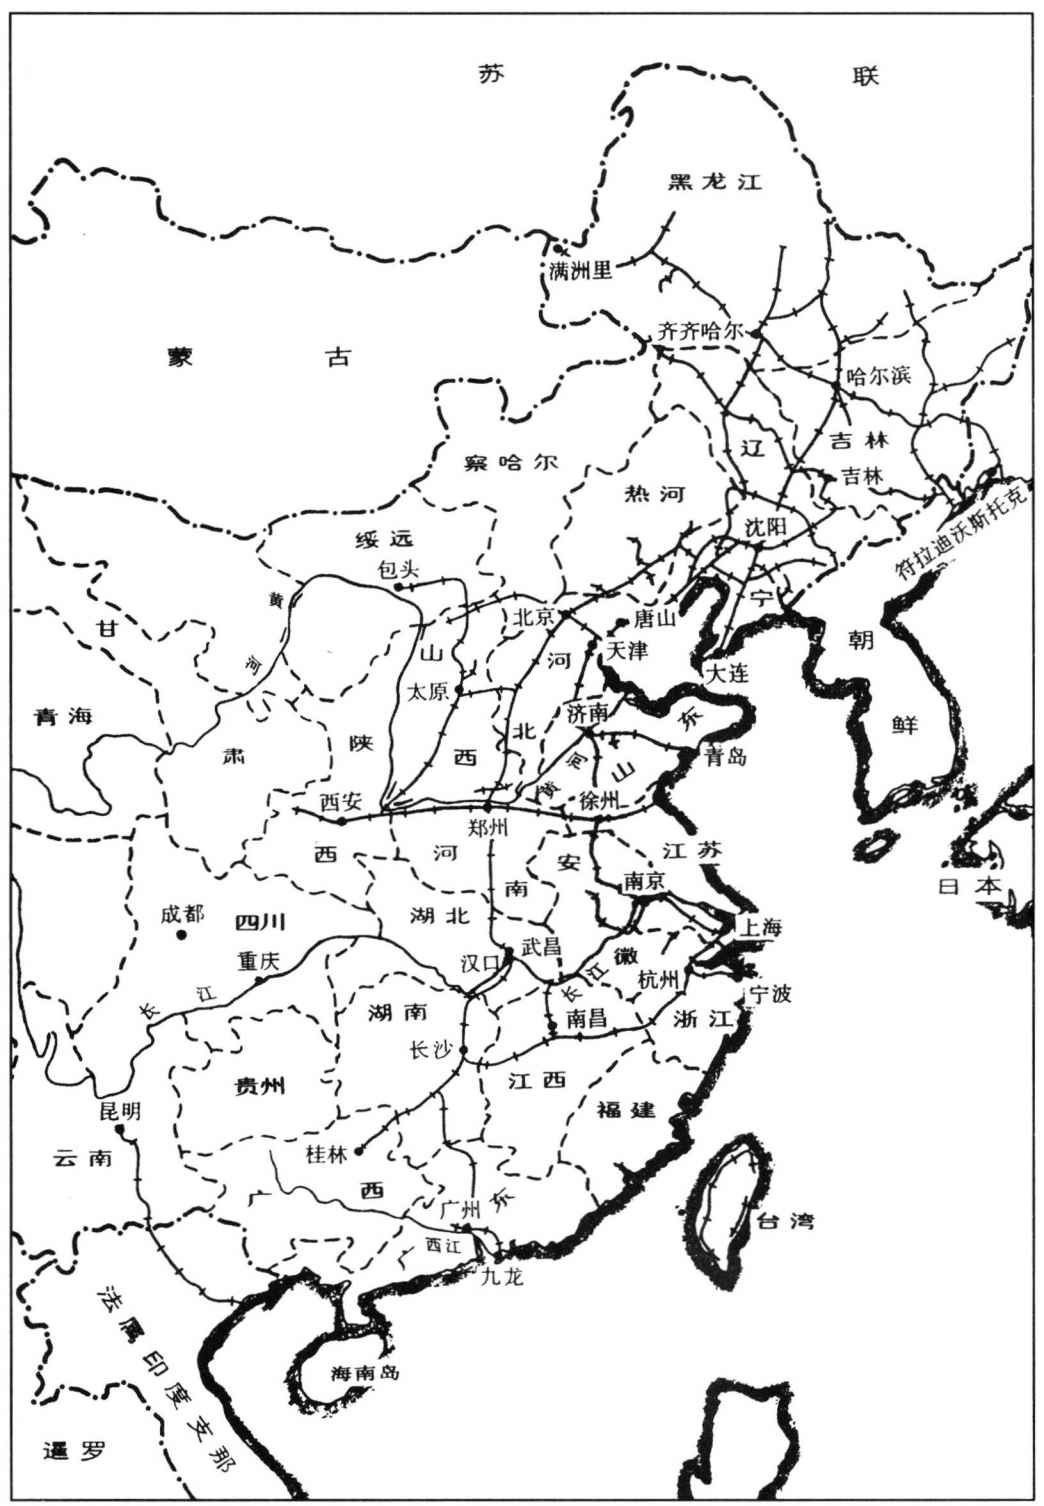 苏 联
黑龙江
满洲里
齐齐哈尔
蒙 古
哈尔滨
吉林
辽
察哈尔
吉林
热河
沈阳
符拉迪沃斯托克
绥远
包头
黄
宁
北京
唐山
甘
朝
山
河
天津
河
大连
太原
青海
济南
东
鲜
北
陕
肃
西
青岛
河
山
黄
西安
徐州
郑州
西
河
安
江苏
南京
日本
南
成都
四川
湖北
上海
武昌
徽
重庆
汉口
杭州
江
宁波
长
江
长
湖南
南昌
浙江
长沙
江西
贵州
福建
昆明
桂林
云南
西
广
东
广州
台湾
西江
广
九龙
法属印度支那
海南岛
暹罗